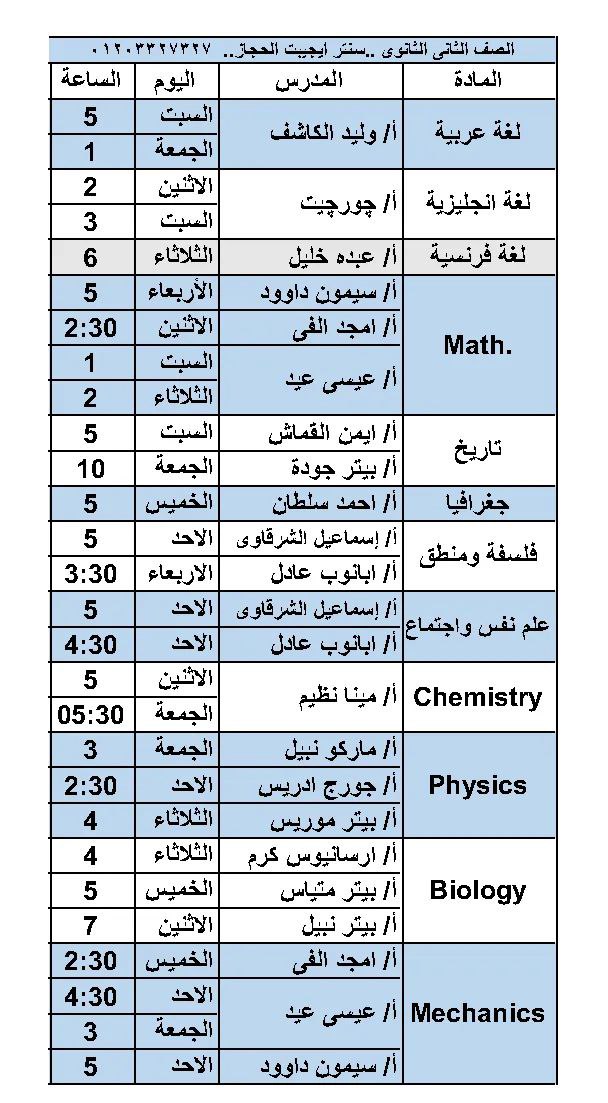 الصف الثانى الثانوى ..سنتر ايجيبت الحجاز.. ٠١٢٠٣٣٢٧٣٢٧
المادة المدرس اليوم الساعة
لغة عربية أ/ وليد الكاشف السبت 5
الجمعة 1
لغة انجليزية أ/ چورچيت الاثنين 2
السبت 3
لغة فرنسية أ/ عبده خليل الثلاثاء 6
Math. أ/ سيمون داوود الأربعاء 5
أ/ امجد الفى الاثنين 2:30
أ/ عيسى عيد السبت 1
الثلاثاء 2
تاريخ أ/ ايمن القماش السبت 5
أ/ بيتر جودة الجمعة 10
جغرافيا أ/ احمد سلطان الخميس 5
فلسفة ومنطق أ/ إسماعيل الشرقاوى الاحد 5
أ/ ابانوب عادل الاربعاء 3:30
علم نفس واجتماع أ/ إسماعيل الشرقاوى الاحد 5
أ/ ابانوب عادل الاحد 4:30
Chemistry أ/ مينا نظيم الاثنين 5
الجمعة 05:30
Physics أ/ ماركو نبيل الجمعة 3
أ/ جورج ادريس الاحد 2:30
أ/ بيتر موريس الثلاثاء 4
Biology أ/ ارسانيوس كرم الثلاثاء 4
أ/ بيتر متياس الخميس 5
أ/ بيتر نبيل الاثنين 7
Mechanics أ/ امجد الفى الخميس 2:30
أ/ عيسى عيد الاحد 4:30
الجمعة 3
أ/ سيمون داوود الاحد 5